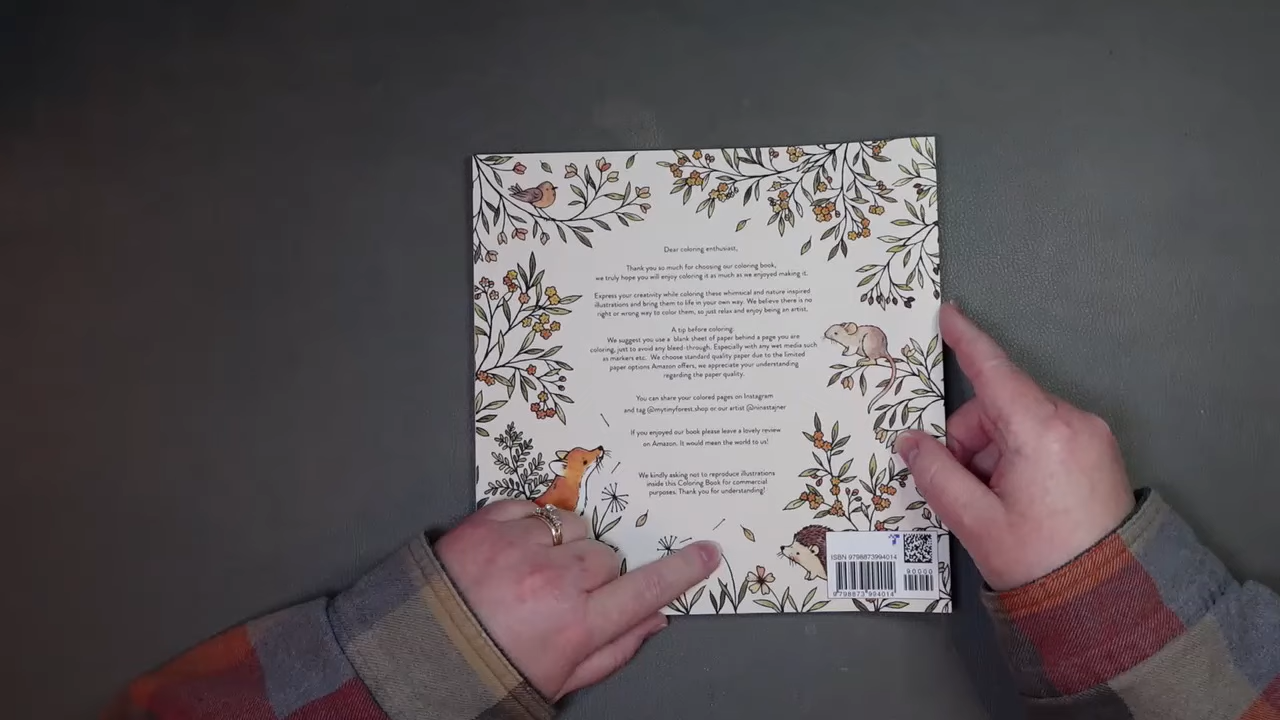 Dear coloring enthusiast,
Thank you so much for choosing our coloring book,
we truly hope you will enjoy coloring it as much as we enjoyed making it.
Express your creativity while coloring these whimsical and nature inspired
illustrations and bring them to life in your own way. We believe there is no
right or wrong way to color them, so just relax and enjoy being an artist.
A tip before coloring:
We suggest you use a blank sheet of paper behind a page you are
coloring, just to avoid any bleed-through. Especially with any wet media such
as markers etc. We choose standard quality paper due to the limited
paper options Amazon offers, we appreciate your understanding
regarding the paper quality.
You can share your colored pages on Instagram
and tag @mytinyforest.shop or our artist @ninastajner
If you enjoyed our book please leave a lovely review
on Amazon. It would mean the world to us!
We kindly asking not to reproduce illustrations
inside this Coloring Book for commercial
purposes. Thank you for understanding!
ISBN 9798873994014
90000
9798873994014